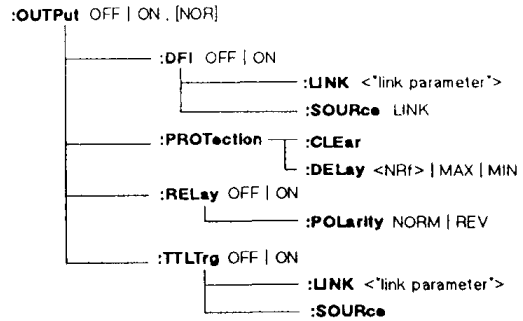 :OUTPut OFF | ON , [NOR]
:DFI OFF | ON
:LINK <"link parameter">
:SOURce LINK
:PROTection :CLEar
:DELay <NRf> | MAX | MIN
:RELay OFF | ON
:POLarity NORM | REV
:TTLTrg OFF | ON
:LINK <"link parameter">
:SOURce